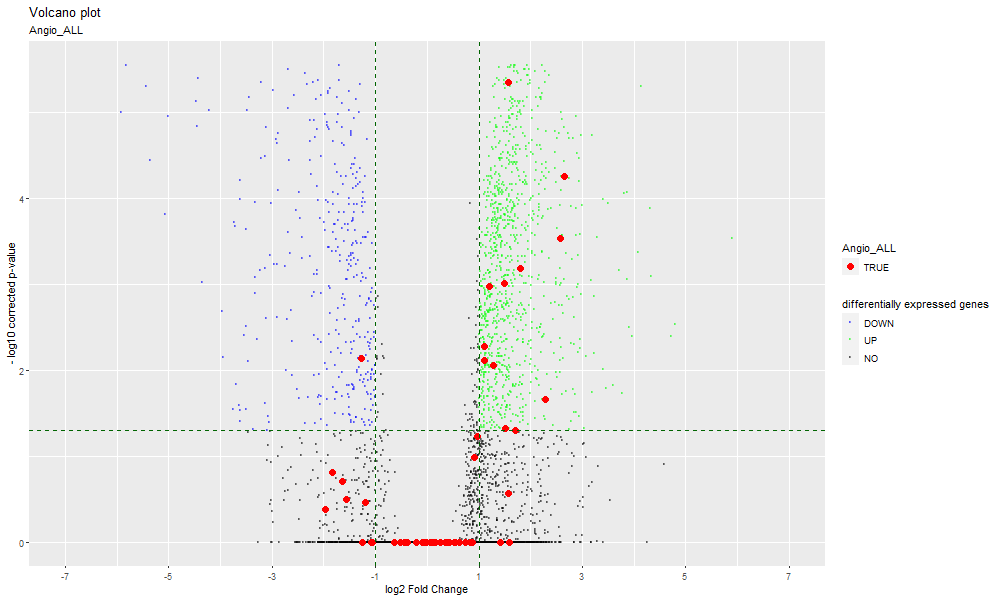 Volcano plot
Angio_ALL
- log10 corrected p-value
4
2
0
-7 -5 -3 -1 1 3 5 7
log2 Fold Change
Angio_ALL
TRUE
differentially expressed genes
DOWN
UP
NO